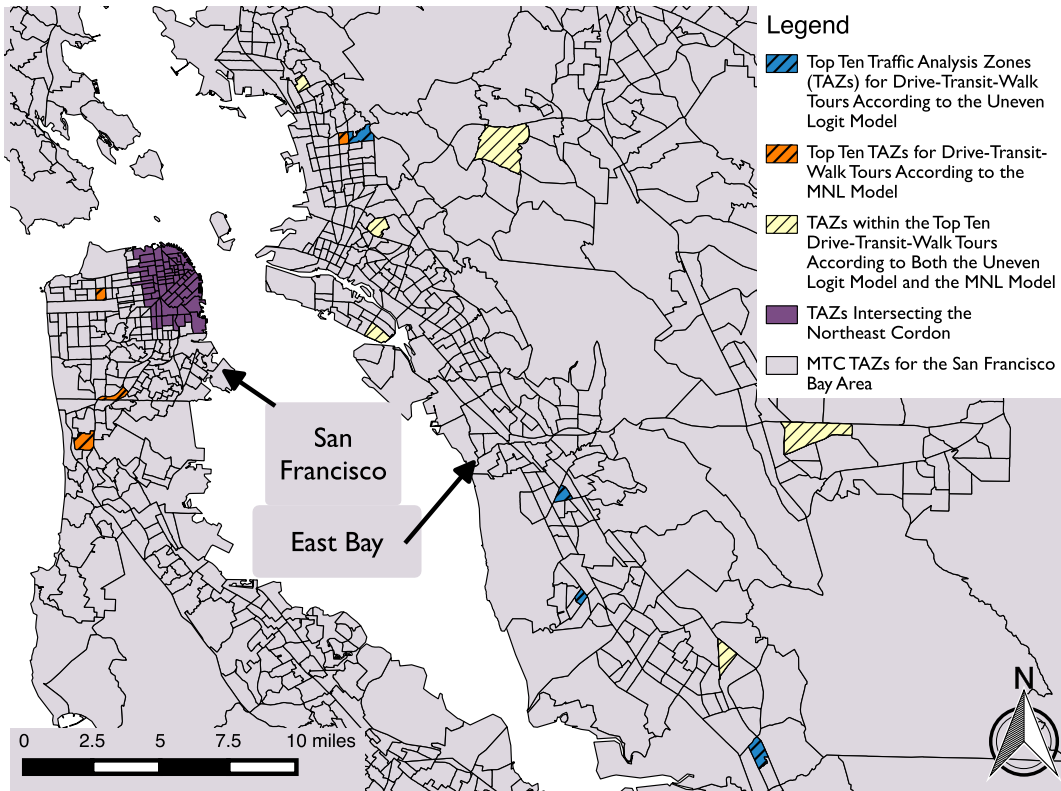 Legend
Top Ten Traffic Analysis Zones
(TAZs) for Drive-Transit-Walk
Tours According to the Uneven
Logit Model
Top Ten TAZs for Drive-Transit-
Walk Tours According to the
MNL Model
TAZs within the Top Ten
Drive-Transit-Walk Tours
According to Both the Uneven
Logit Model and the MNL Model
TAZs Intersecting the
Northeast Cordon
MTC TAZs for the San Francisco
Bay Area
San
Francisco
East Bay
N
0 2.5 5 7.5 10 miles